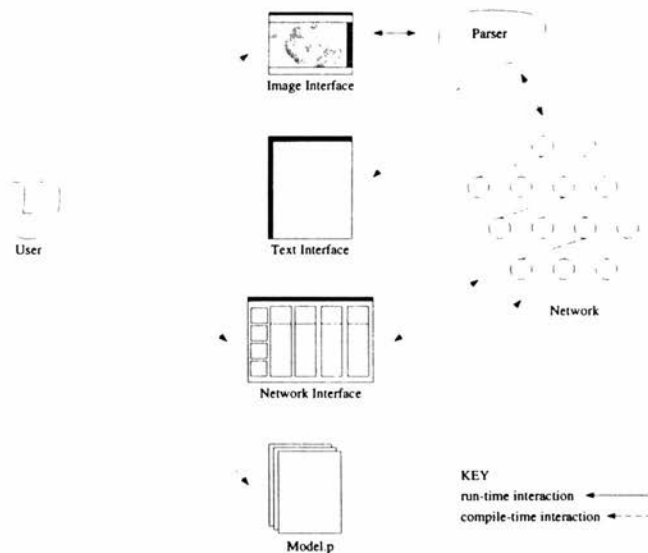 Parser
Image Interface
User
Text Interface
Network
Network Interface
KEY
run-time interaction
compile-time interaction
Model.p